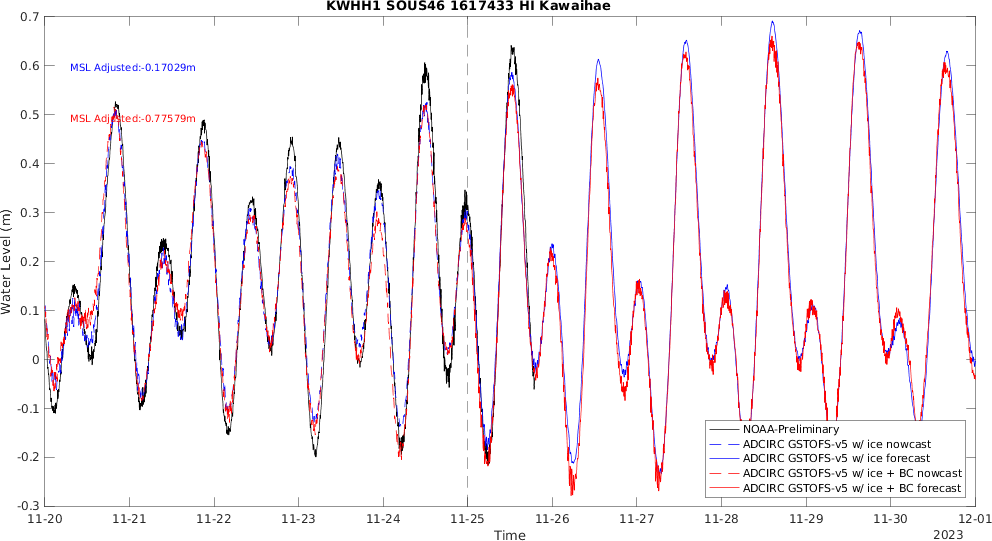 KWHH1 SOUS46 1617433 HI Kawaihae
MSL Adjusted:-0.17029m
MSL Adjusted:-0.77579m
Water Level (m)
0.7
0.6
0.5
0.4
0.3
0.2
0.1
0
-0.1
-0.2
-0.3
NOAA-Preliminary
ADCIRC GSTOFS-v5 w/ ice nowcast
ADCIRC GSTOFS-v5 w/ ice forecast
ADCIRC GSTOFS-v5 w/ ice + BC nowcast
ADCIRC GSTOFS-v5 w/ ice + BC forecast
11-20 11-21 11-22 11-23 11-24 11-25 11-26 11-27 11-28 11-29 11-30 12-01
Time
2023